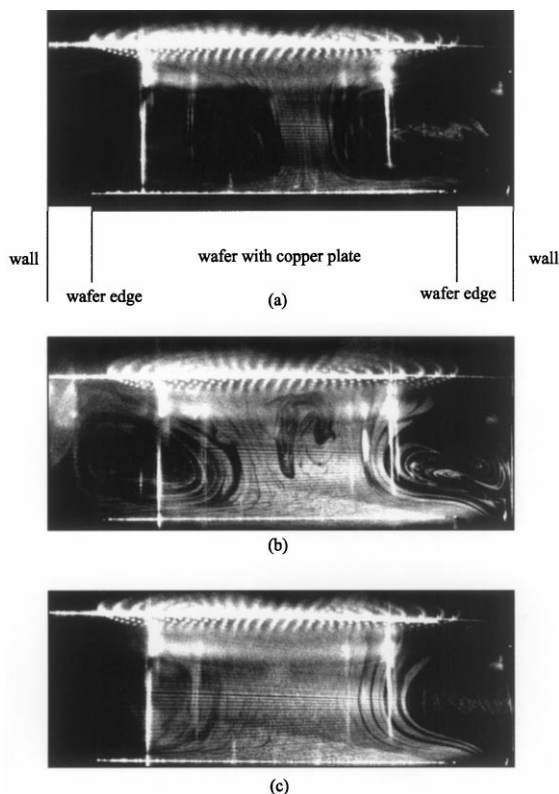 wall
wafer with copper plate
wall
wafer edge
wafer edge
(a)
(b)
(c)